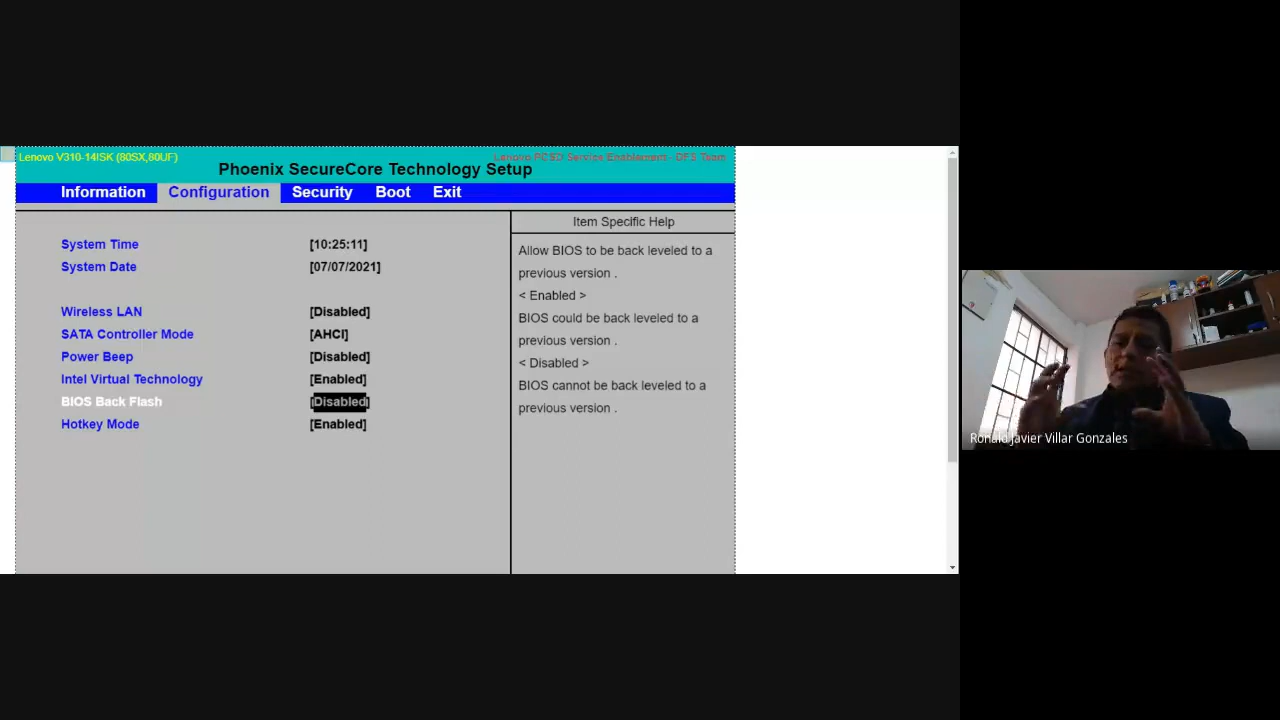 Lenovo V310-14ISK (80SX,80UF)
Lenovo PCSD Service Enablement - DFS Team
Phoenix SecureCore Technology Setup
Information Configuration Security Boot Exit
Item Specific Help
System Time [10:25:11]
System Date [07/07/2021]
Wireless LAN [Disabled]
SATA Controller Mode [AHCI]
Power Beep [Disabled]
Intel Virtual Technology [Enabled]
BIOS Back Flash [Disabled]
Hotkey Mode [Enabled]
Allow BIOS to be back leveled to a
previous version .
< Enabled >
BIOS could be back leveled to a
previous version .
< Disabled >
BIOS cannot be back leveled to a
previous version .
Ronald Javier Villar Gonzales